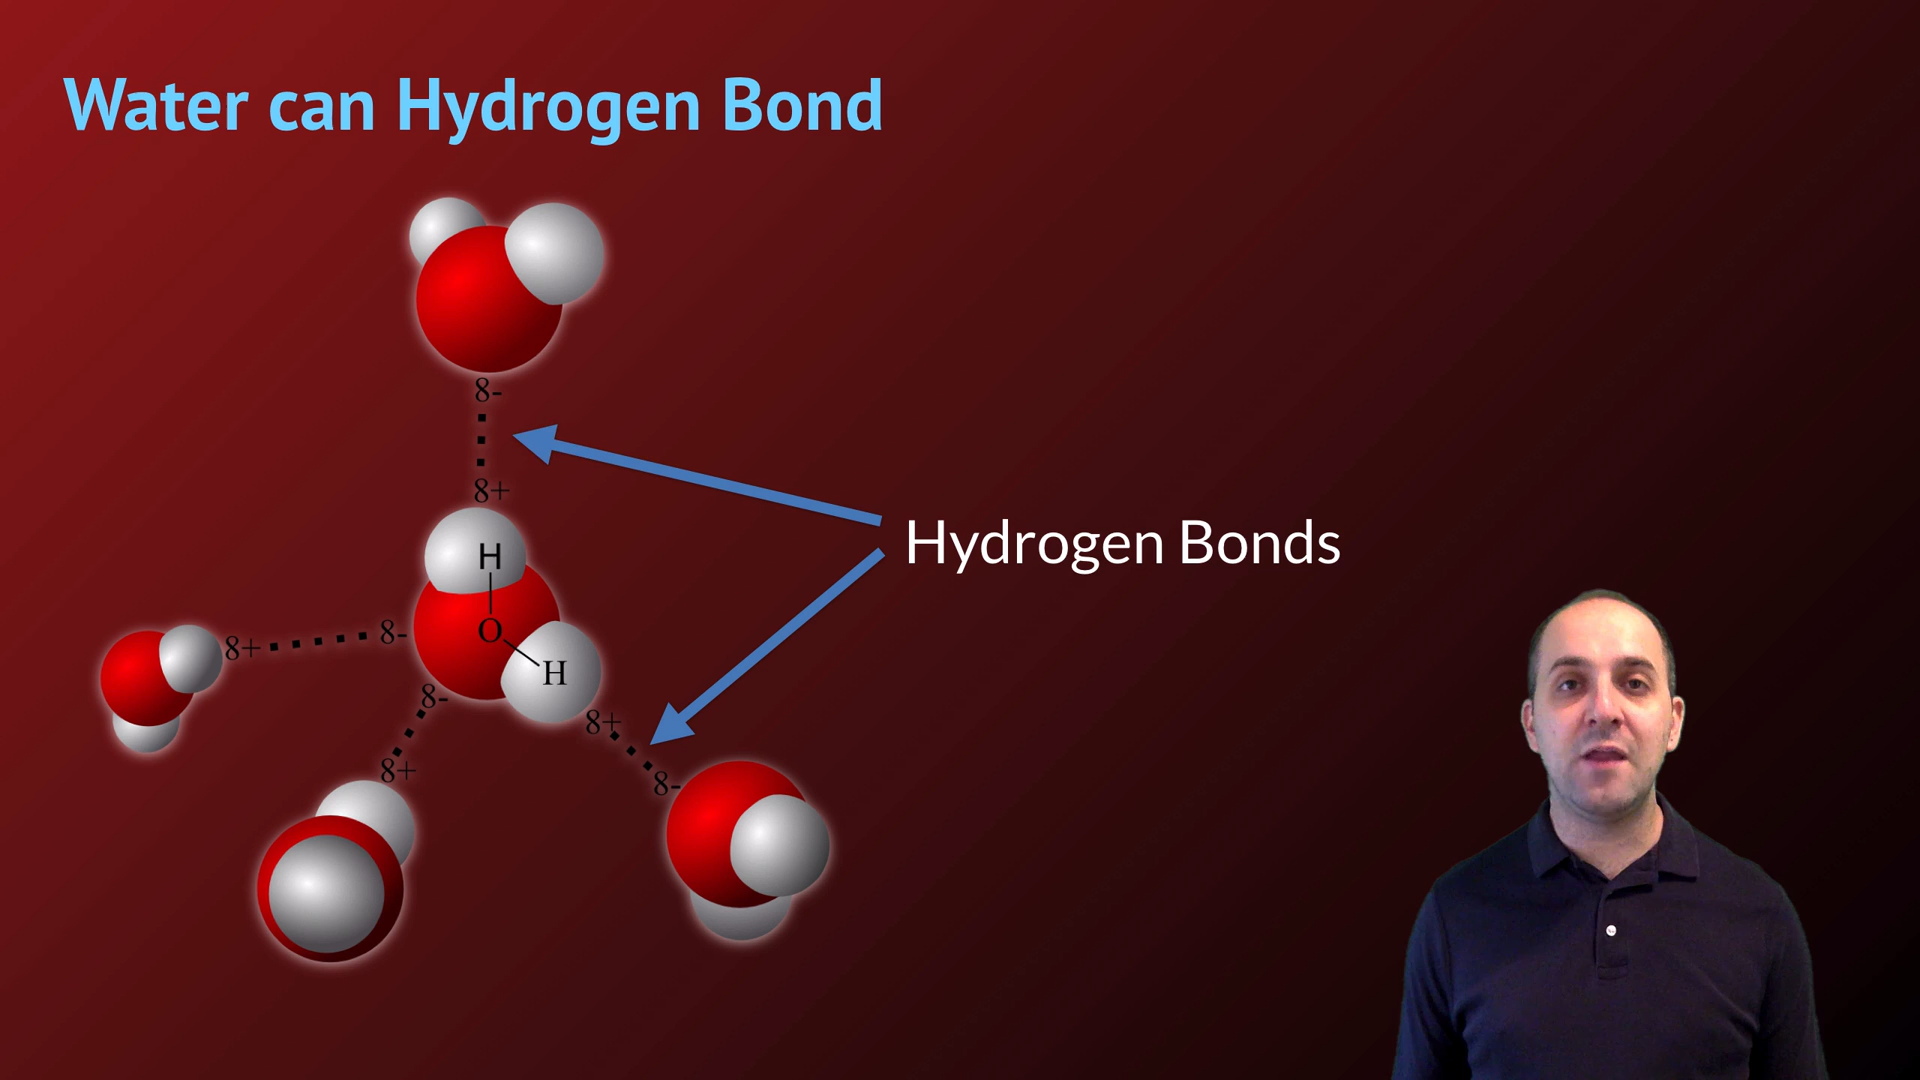 Water can Hydrogen Bond
8-
8+
H
Hydrogen Bonds
O
8-
8+
H
8-
8+
8+
8-